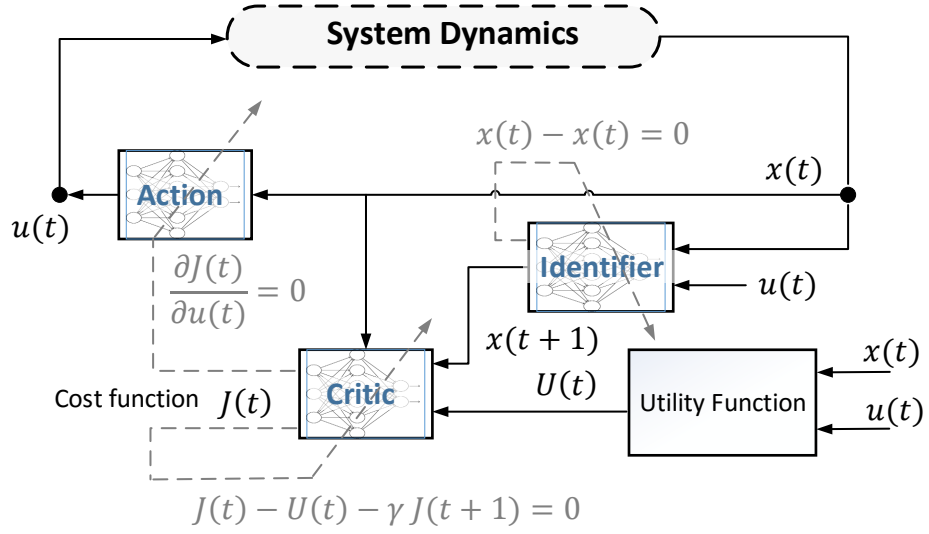 System Dynamics
x(t) − x(t) = 0
x(t)
Action
u(t)
Identifier
∂J(t)
∂u(t)
= 0
u(t)
x(t + 1)
x(t)
U(t)
Critic
Utility Function
Cost function J(t)
u(t)
J(t) − U(t) − γ J(t + 1) = 0